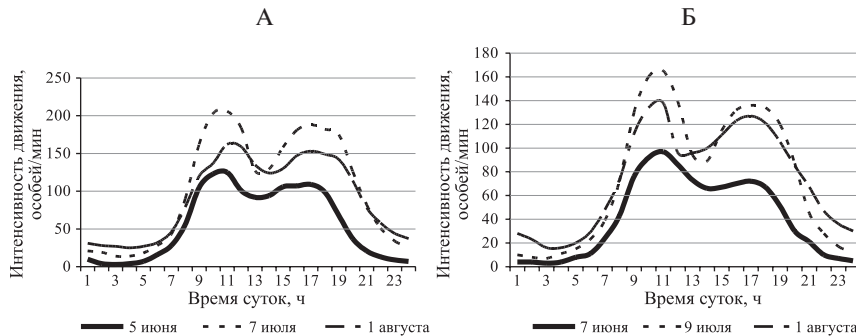 А
Интенсивность движения,
особей/мин
250
200
150
100
50
0
1 3 5 7 9 11 13 15 17 19 21 23
Время суток, ч
5 июня 7 июля 1 августа
Б
Интенсивность движения,
особей/мин
180
160
140
120
100
80
60
40
20
0
1 3 5 7 9 11 13 15 17 19 21 23
Время суток, ч
7 июня 9 июля 1 августа